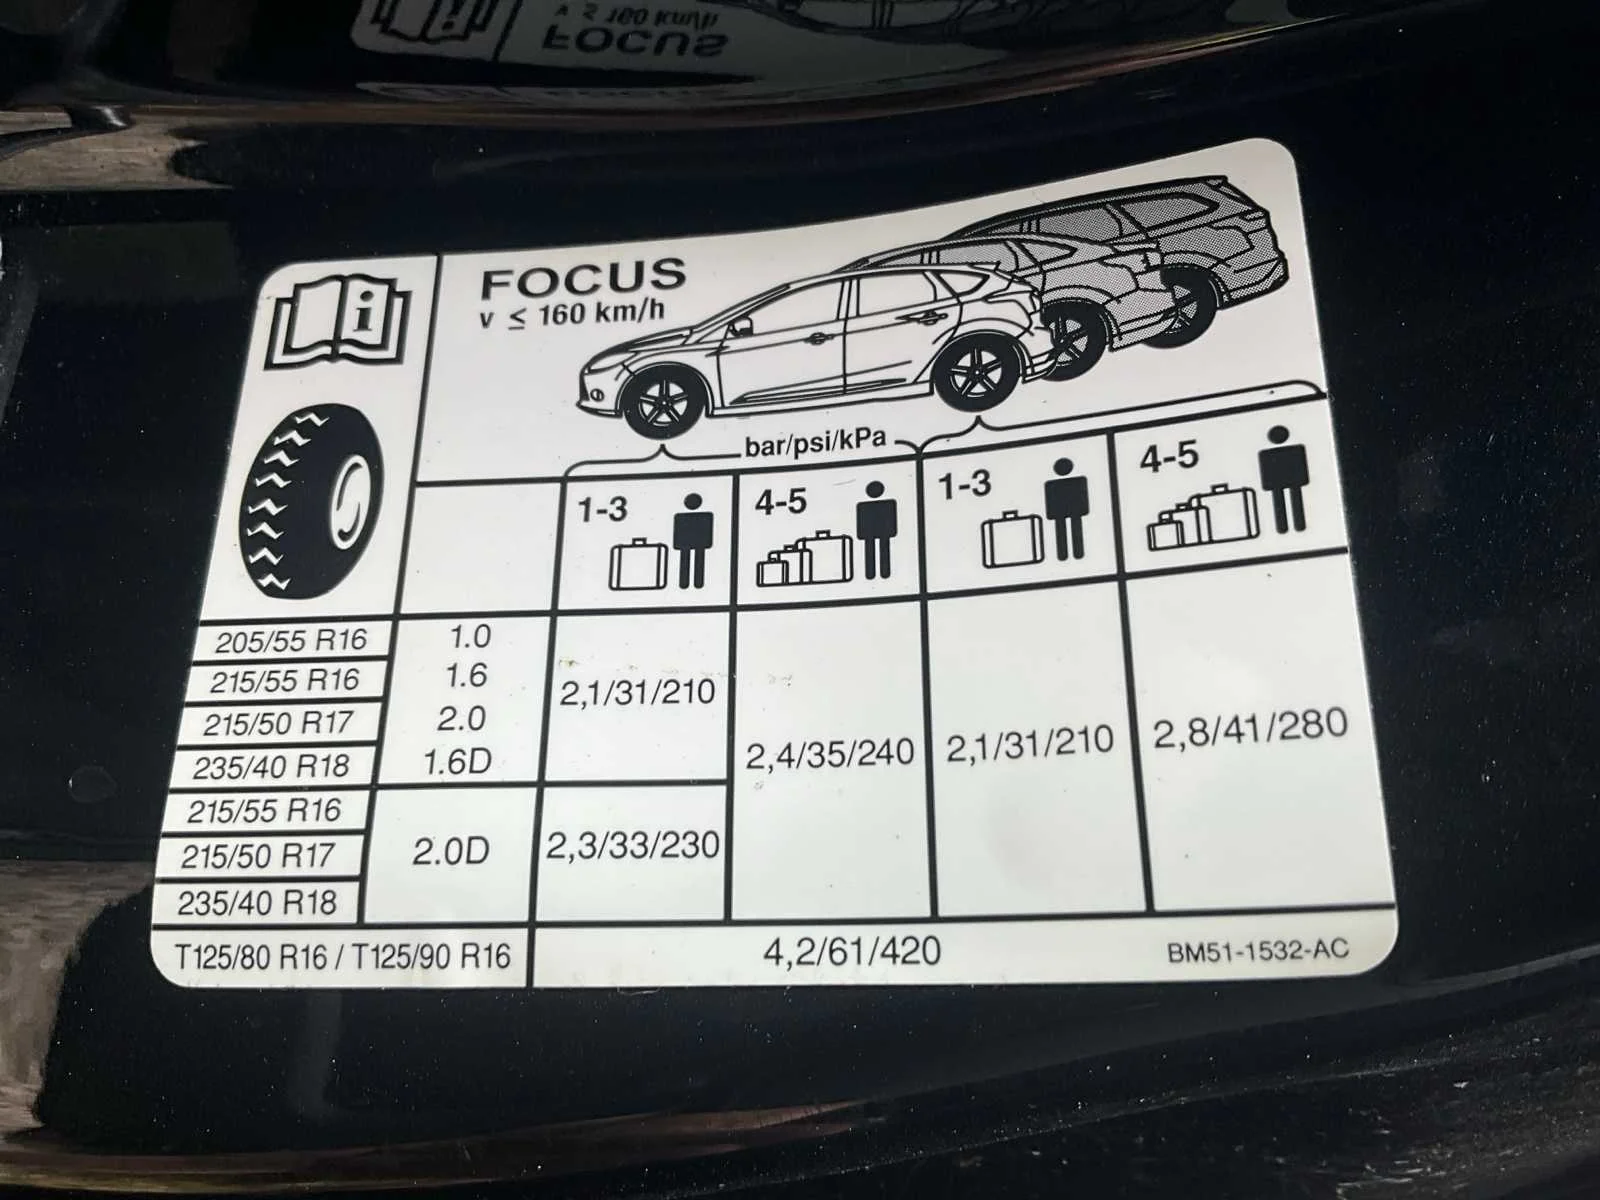 FOCUS
v ≤ 160 km/h
bar/psi/kPa
1-3
4-5
1-3
4-5
205/55 R16
215/55 R16
215/50 R17
235/40 R18
1.0
1.6
2.0
1.6D
2,1/31/210
2,4/35/240
2,1/31/210
2,8/41/280
215/55 R16
215/50 R17
235/40 R18
2.0D
2,3/33/230
T125/80 R16 / T125/90 R16
4,2/61/420
BM51-1532-AC